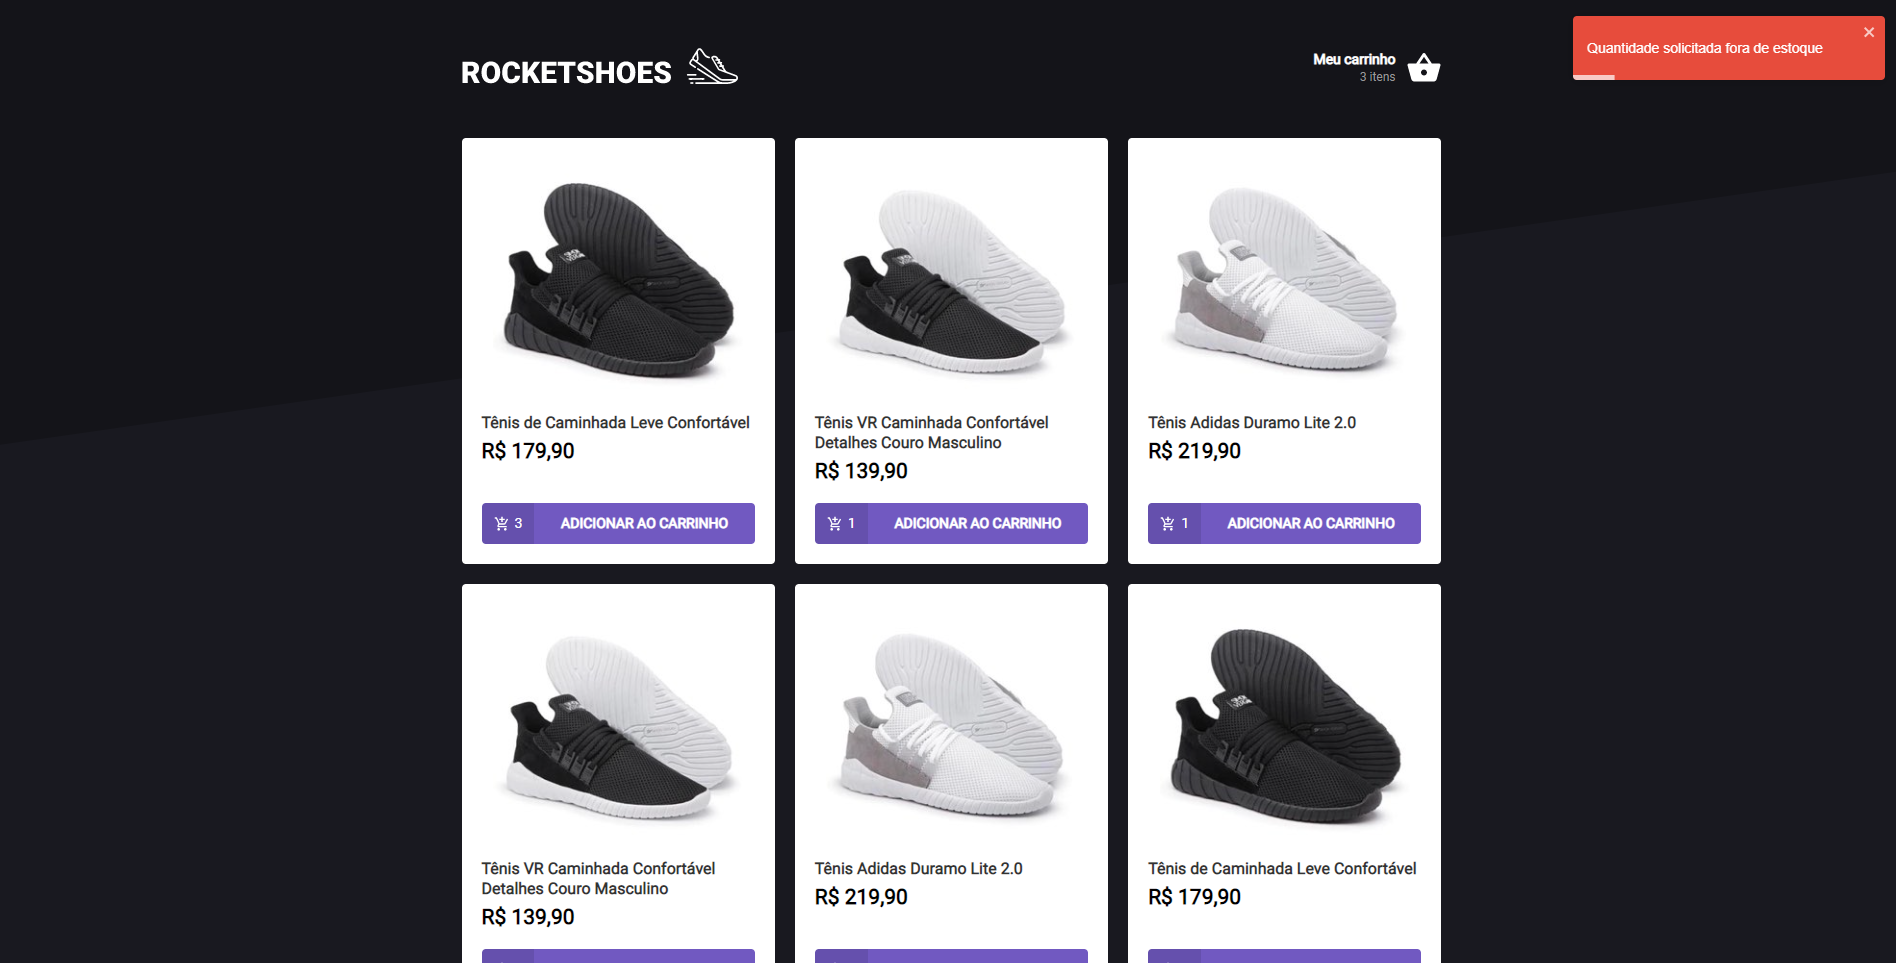 ROCKETSHOES
Meu carrinho
3 itens
Quantidade solicitada fora de estoque
Tênis de Caminhada Leve Confortável
R$ 179,90
3 ADICIONAR AO CARRINHO
Tênis VR Caminhada Confortável
Detalhes Couro Masculino
R$ 139,90
1 ADICIONAR AO CARRINHO
Tênis Adidas Duramo Lite 2.0
R$ 219,90
1 ADICIONAR AO CARRINHO
Tênis VR Caminhada Confortável
Detalhes Couro Masculino
R$ 139,90
Tênis Adidas Duramo Lite 2.0
R$ 219,90
Tênis de Caminhada Leve Confortável
R$ 179,90